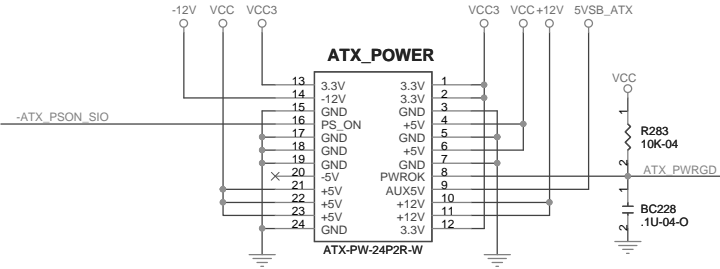 -12V VCC VCC3 VCC3 VCC +12V 5VSB_ATX
ATX_POWER
VCC
13 3.3V 3.3V 1
14 -12V 3.3V 2
15 GND GND 3
-ATX_PSON_SIO 16 PS_ON +5V 4
17 GND GND 5
18 GND +5V 6
19 GND GND 7
20 -5V PWROK 8
21 +5V AUX5V 9
22 +5V +12V 10
23 +5V +12V 11
24 GND 3.3V 12
ATX-PW-24P2R-W
1
R283
10K-04
2
ATX_PWRGD
1
BC228
.1U-04-O
2